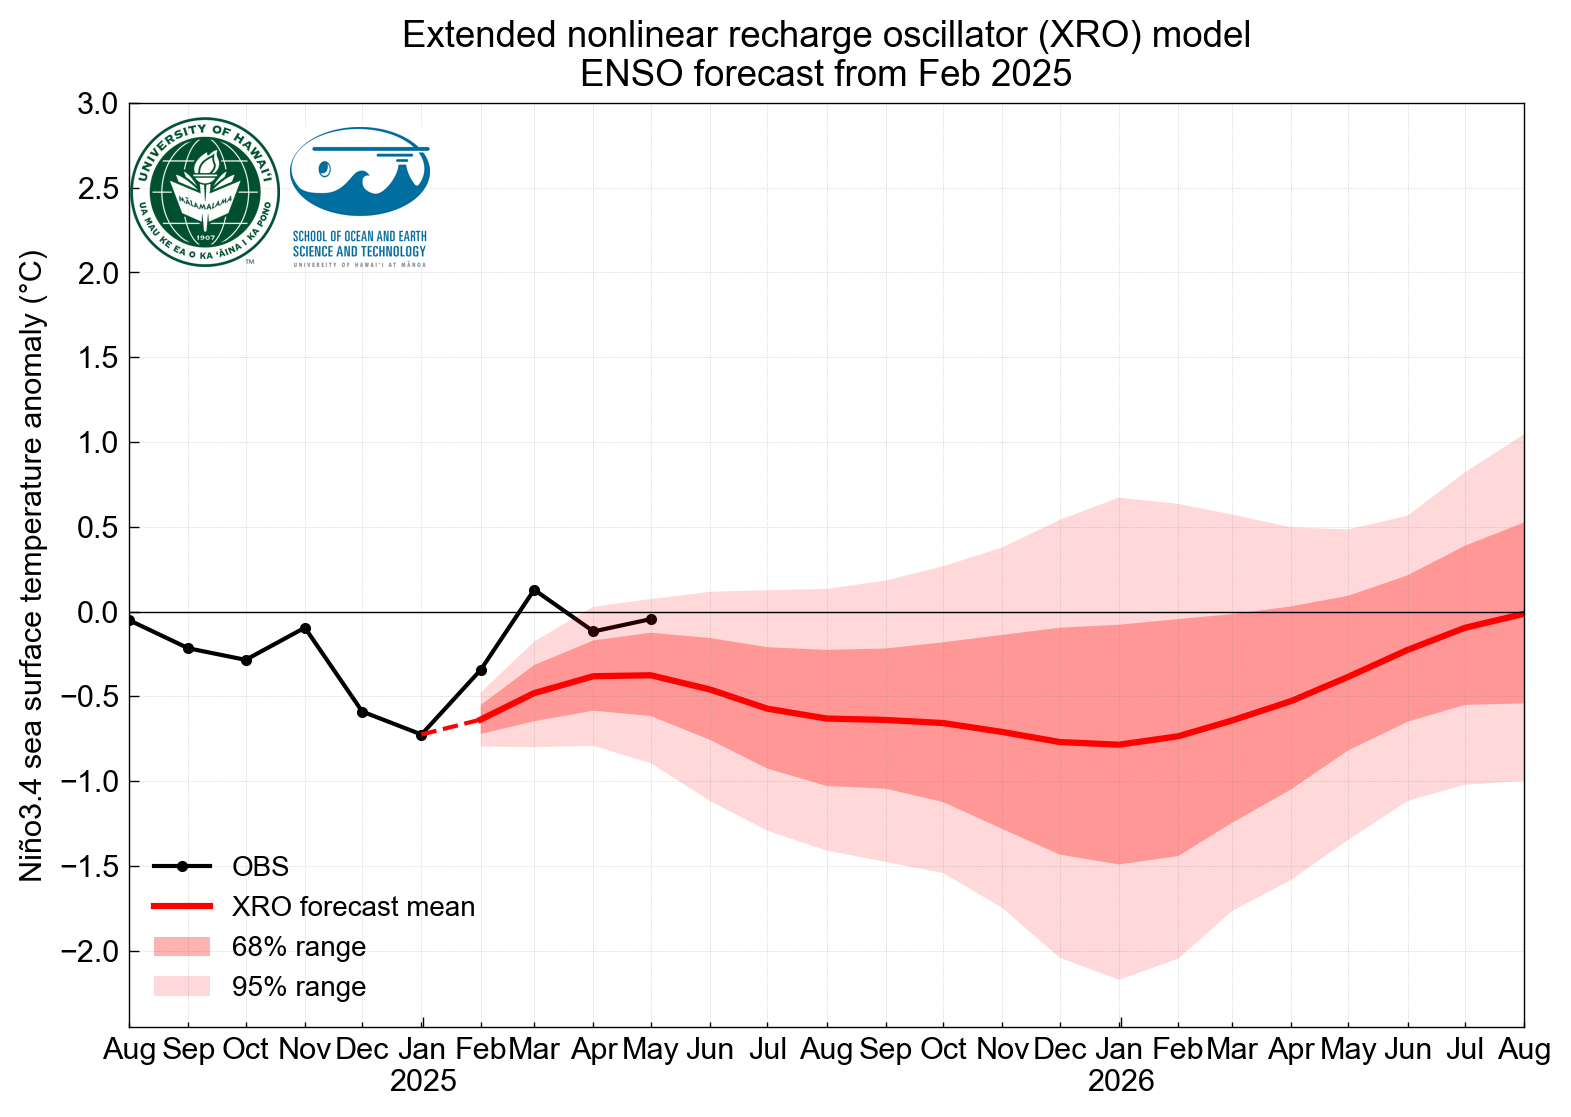 Extended nonlinear recharge oscillator (XRO) model
ENSO forecast from Feb 2025
Niño3.4 sea surface temperature anomaly (°C)
3.0
2.5
2.0
1.5
1.0
0.5
0.0
−0.5
−1.0
−1.5
−2.0
UNIVERSITY OF HAWAIʻI
MĀLAMALAMA
1907
UA MAU KE EA O KA ʻĀINA I KA PONO
TM
SCHOOL OF OCEAN AND EARTH
SCIENCE AND TECHNOLOGY
UNIVERSITY OF HAWAIʻI AT MĀNOA
OBS
XRO forecast mean
68% range
95% range
Aug Sep Oct Nov Dec Jan Feb Mar Apr May Jun Jul Aug Sep Oct Nov Dec Jan Feb Mar Apr May Jun Jul Aug
2025 2026